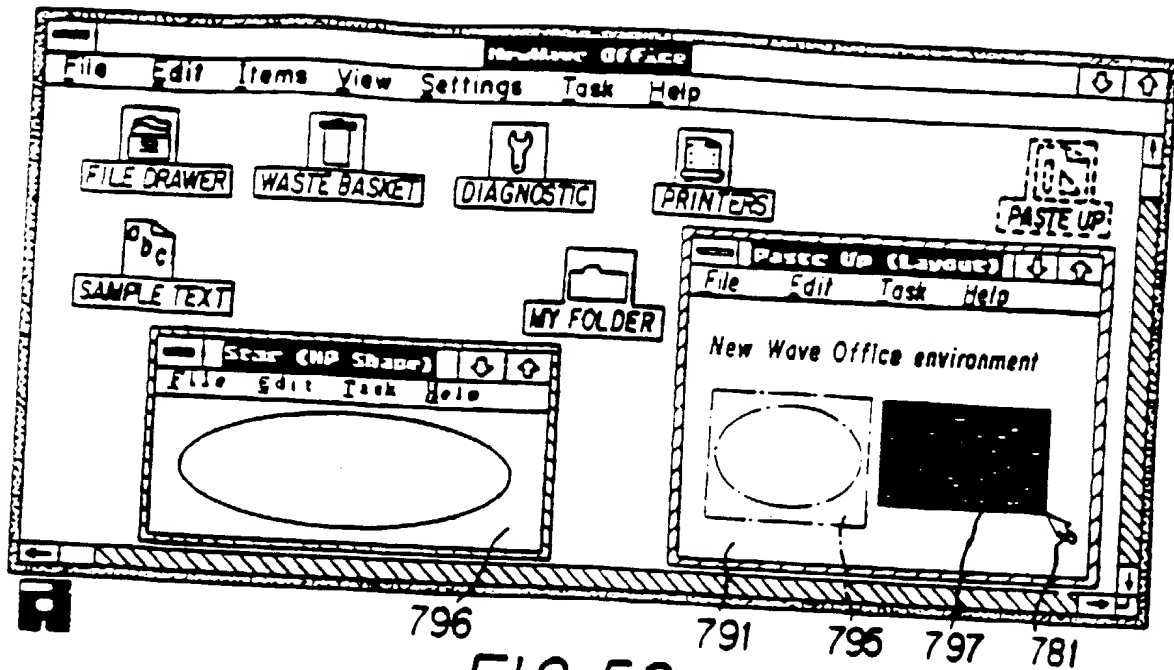 NewWave Office
File Edit Items View Settings Task Help
FILE DRAWER WASTE BASKET DIAGNOSTIC PRINTERS PASTE UP
abc
SAMPLE TEXT MY FOLDER
Paste Up (Layout)
File Edit Task Help
New Wave Office environment
Star (HP Shape)
File Edit Task Help
796 791 795 797 781